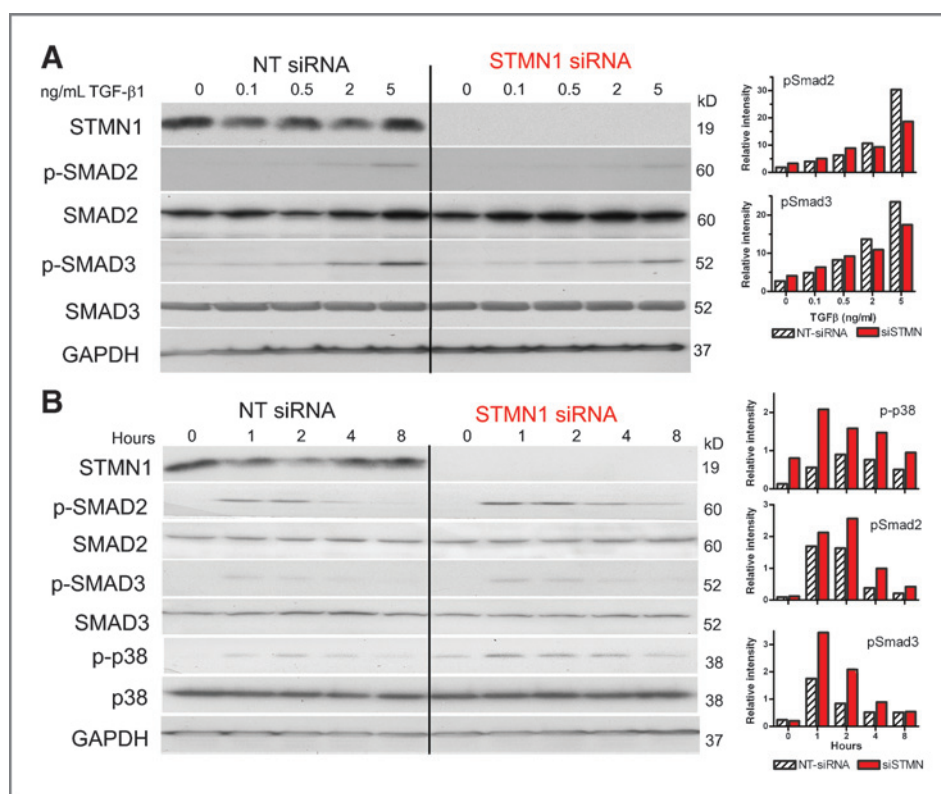 A
NT siRNA
STMN1 siRNA
ng/mL TGF-β1
0 0.1 0.5 2 5 0 0.1 0.5 2 5 kD
STMN1 19
p-SMAD2 60
SMAD2 60
p-SMAD3 52
SMAD3 52
GAPDH 37
pSmad2
Relative intensity
30
20
10
0
pSmad3
Relative intensity
20
10
0
0 0.1 0.5 2 5
TGFβ (ng/ml)
NT-siRNA siSTMN
B
NT siRNA
STMN1 siRNA
Hours 0 1 2 4 8 0 1 2 4 8 kD
STMN1 19
p-SMAD2 60
SMAD2 60
p-SMAD3 52
SMAD3 52
p-p38 38
p38 38
GAPDH 37
p-p38
Relative intensity
2
1
0
pSmad2
Relative intensity
3
2
1
0
pSmad3
Relative intensity
3
2
1
0
0 1 2 4 8
Hours
NT-siRNA siSTMN